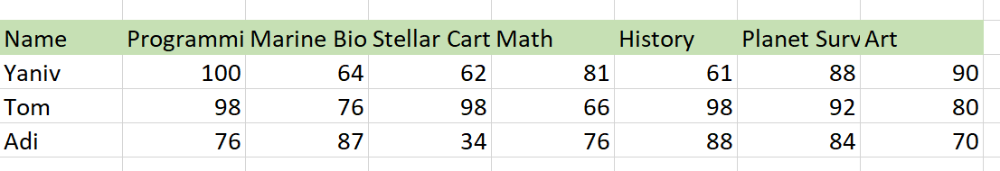 Name Programmi Marine Bio Stellar Cart Math History Planet Surv Art
Yaniv 100 64 62 81 61 88 90
Tom 98 76 98 66 98 92 80
Adi 76 87 34 76 88 84 70